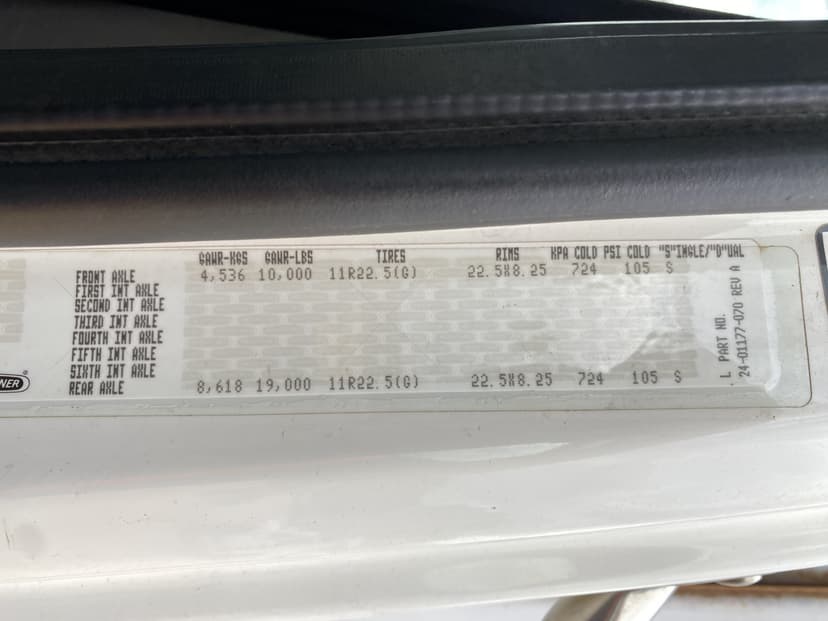 GAWR-KGS GAWR-LBS TIRES RIMS KPA COLD PSI COLD "S"INGLE/"D"UAL
FRONT AXLE 4,536 10,000 11R22.5(G) 22.5X8.25 724 105 S
FIRST INT AXLE
SECOND INT AXLE
THIRD INT AXLE
FOURTH INT AXLE
FIFTH INT AXLE
SIXTH INT AXLE
REAR AXLE 8,618 19,000 11R22.5(G) 22.5X8.25 724 105 S
NER®
L PART NO.
24-01177-070 REV A